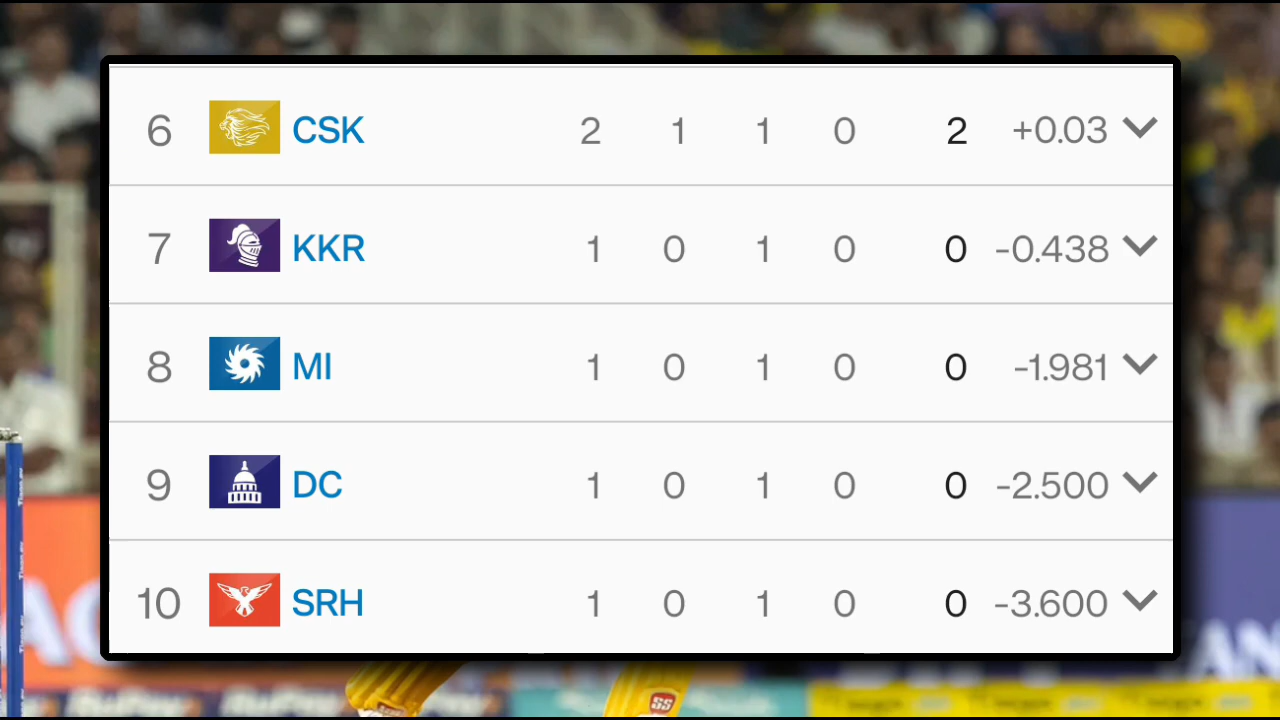 6 CSK 2 1 1 0 2 +0.03
7 KKR 1 0 1 0 0 -0.438
8 MI 1 0 1 0 0 -1.981
9 DC 1 0 1 0 0 -2.500
10 SRH 1 0 1 0 0 -3.600
SS